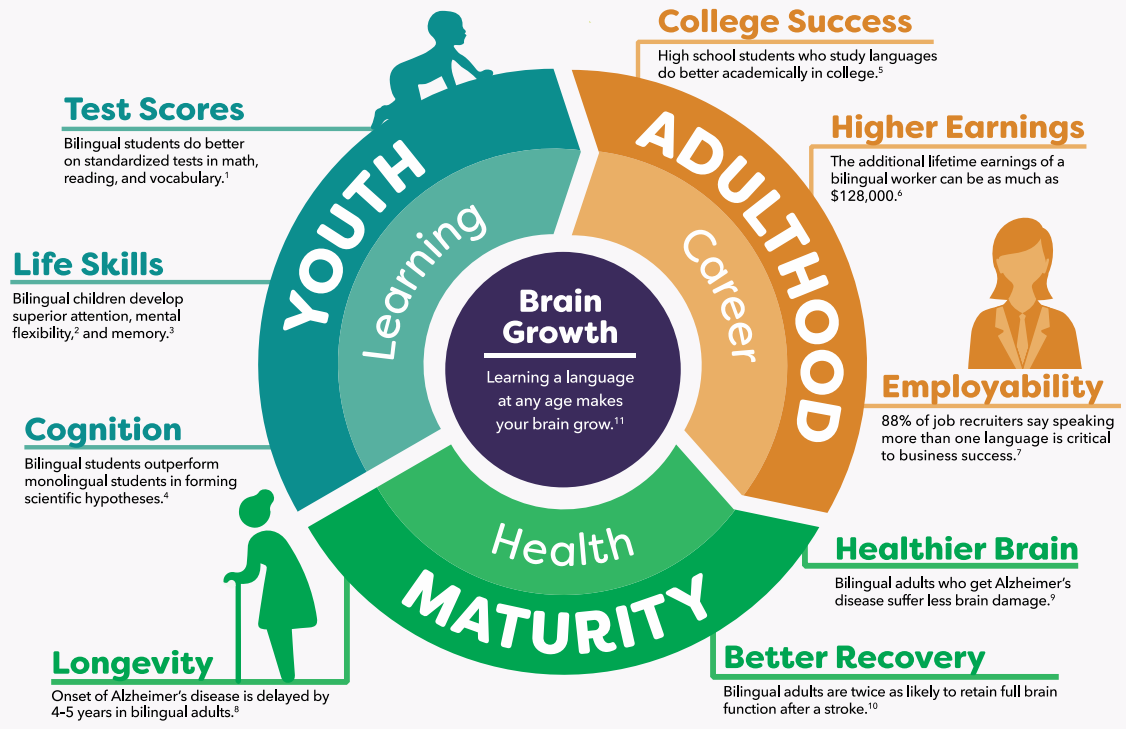 Test Scores
Bilingual students do better
on standardized tests in math,
reading, and vocabulary.¹
Life Skills
Bilingual children develop
superior attention, mental
flexibility,² and memory.³
Cognition
Bilingual students outperform
monolingual students in forming
scientific hypotheses.⁴
YOUTH
Learning
College Success
High school students who study languages
do better academically in college.⁵
Higher Earnings
The additional lifetime earnings of a
bilingual worker can be as much as
$128,000.⁶
Employability
88% of job recruiters say speaking
more than one language is critical
to business success.⁷
ADULTHOOD
Career
Brain
Growth
Learning a language
at any age makes
your brain grow.¹¹
Health
MATURITY
Healthier Brain
Bilingual adults who get Alzheimer’s
disease suffer less brain damage.⁹
Better Recovery
Bilingual adults are twice as likely to retain full brain
function after a stroke.¹⁰
Longevity
Onset of Alzheimer’s disease is delayed by
4–5 years in bilingual adults.⁸